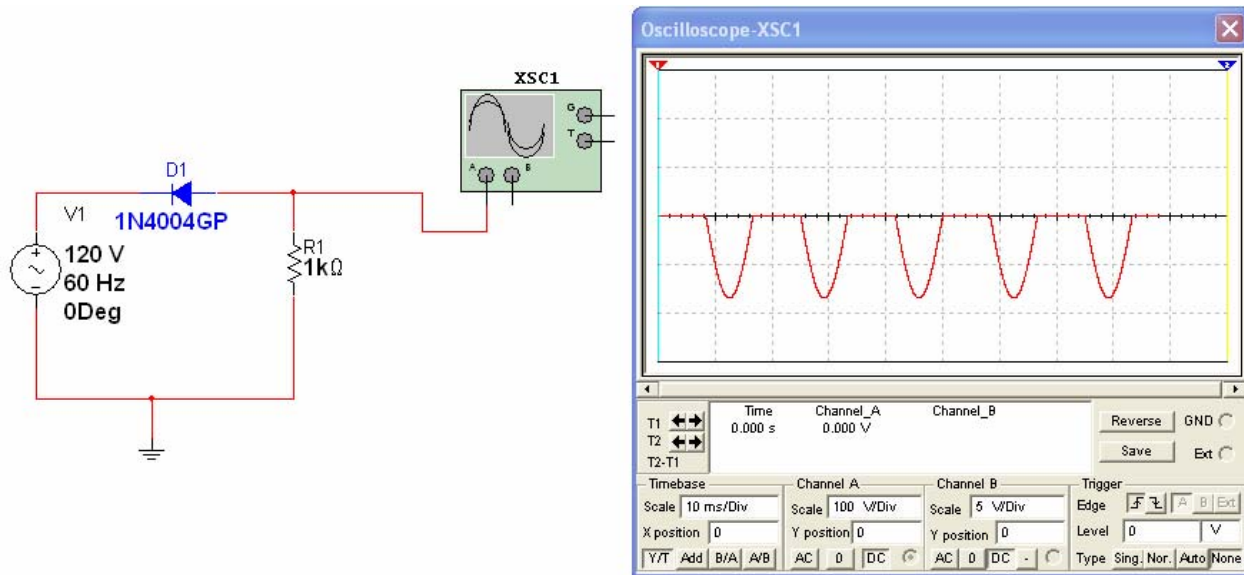 XSC1
G
T
A
B
D1
1N4004GP
V1
120 V
60 Hz
0Deg
R1
1kΩ
Oscilloscope-XSC1
1
2
Time Channel_A Channel_B
T1 0.000 s 0.000 V
T2
T2-T1
Reverse GND
Save Ext
Timebase
Scale 10 ms/Div
X position 0
Y/T Add B/A A/B
Channel A
Scale 100 V/Div
Y position 0
AC 0 DC
Channel B
Scale 5 V/Div
Y position 0
AC 0 DC -
Trigger
Edge A B Ext
Level 0 V
Type Sing. Nor. Auto None